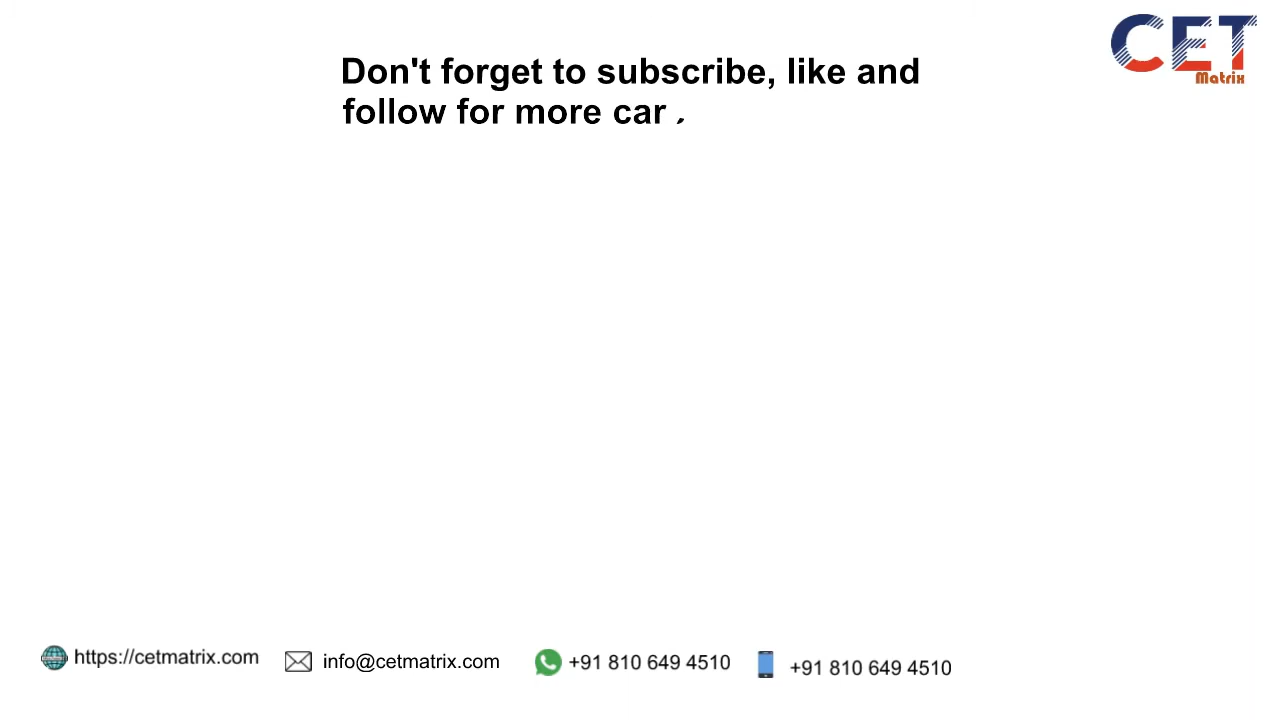 CET
Matrix
Don't forget to subscribe, like and
follow for more car
https://cetmatrix.com
info@cetmatrix.com
+91 810 649 4510
+91 810 649 4510